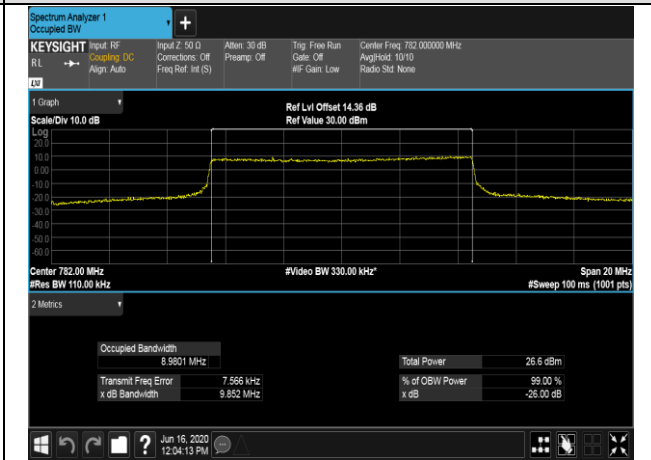 Spectrum Analyzer 1
Occupied BW
+
KEYSIGHT Input: RF Input Z: 50 Ω Atten: 30 dB Trig: Free Run Center Freq: 782.000000 MHz
RL Coupling: DC Corrections: Off Preamp: Off Gate: Off Avg|Hold: 10/10
Align: Auto Freq Ref: Int (S) #IF Gain: Low Radio Std: None
LXI
1 Graph Ref Lvl Offset 14.36 dB
Scale/Div 10.0 dB Ref Value 30.00 dBm
Log
20.0
10.0
0.00
-10.0
-20.0
-30.0
-40.0
-50.0
-60.0
Center 782.00 MHz #Video BW 330.00 kHz* Span 20 MHz
#Res BW 110.00 kHz #Sweep 100 ms (1001 pts)
2 Metrics
Occupied Bandwidth
8.9801 MHz Total Power 26.6 dBm
Transmit Freq Error 7.566 kHz % of OBW Power 99.00 %
x dB Bandwidth 9.852 MHz x dB -26.00 dB
? Jun 16, 2020
12:04:13 PM